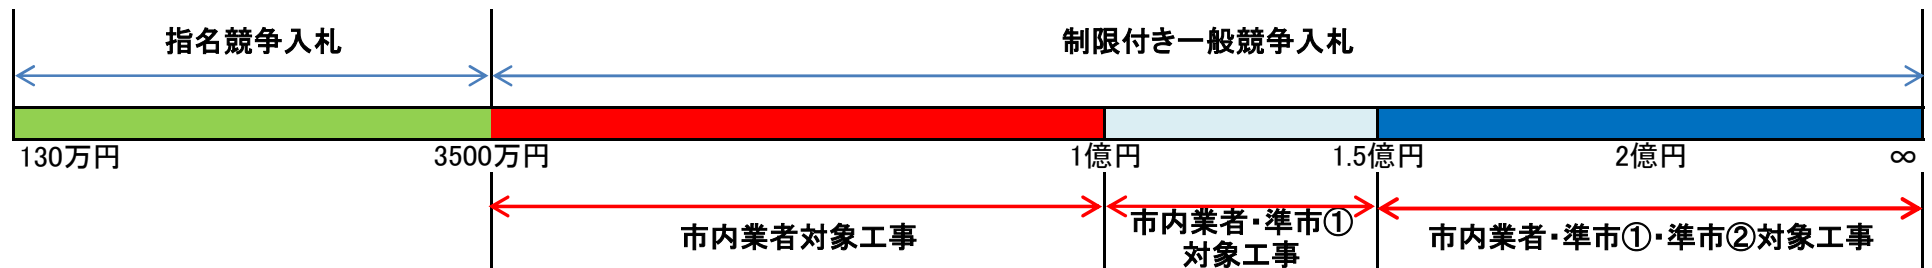 指名競争入札
制限付き一般競争入札
130万円
3500万円
1億円
1.5億円
2億円
∞
市内業者対象工事
市内業者・準市①
対象工事
市内業者・準市①・準市②対象工事